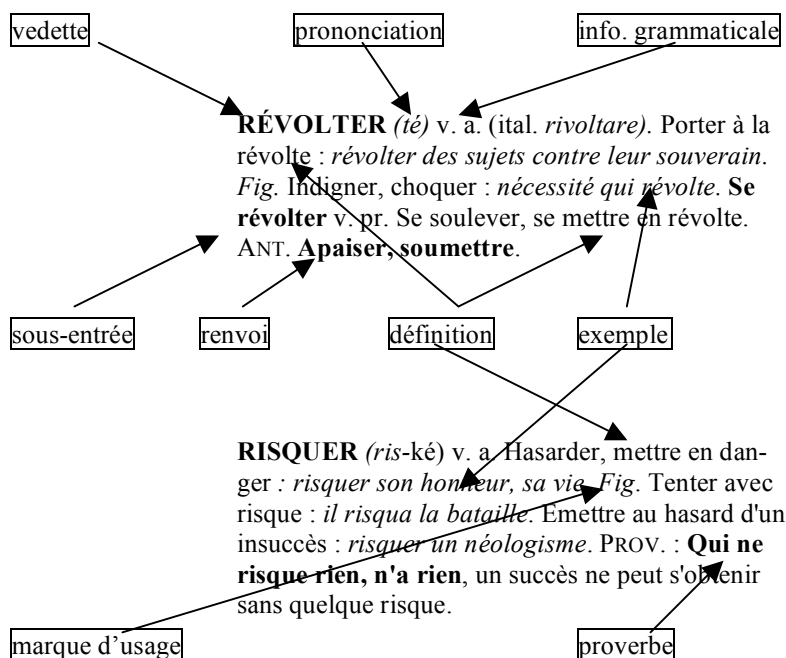 vedette prononciation info. grammaticale
RÉVOLTER (té) v. a. (ital. rivoltare). Porter à la
révolte : révolter des sujets contre leur souverain.
Fig. Indigner, choquer : nécessité qui révolte. Se
révolter v. pr. Se soulever, se mettre en révolte.
ANT. Apaiser, soumettre.
sous-entrée renvoi définition exemple
RISQUER (ris-ké) v. a. Hasarder, mettre en dan-
ger : risquer son honneur, sa vie. Fig. Tenter avec
risque : il risqua la bataille. Emettre au hasard d'un
insuccès : risquer un néologisme. PROV. : Qui ne
risque rien, n'a rien, un succès ne peut s'obtenir
sans quelque risque.
marque d’usage proverbe